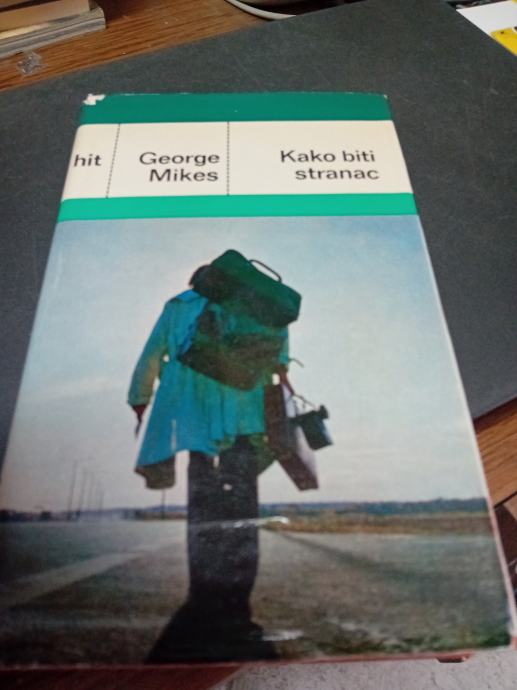 hit
George
Mikes
Kako biti
stranac